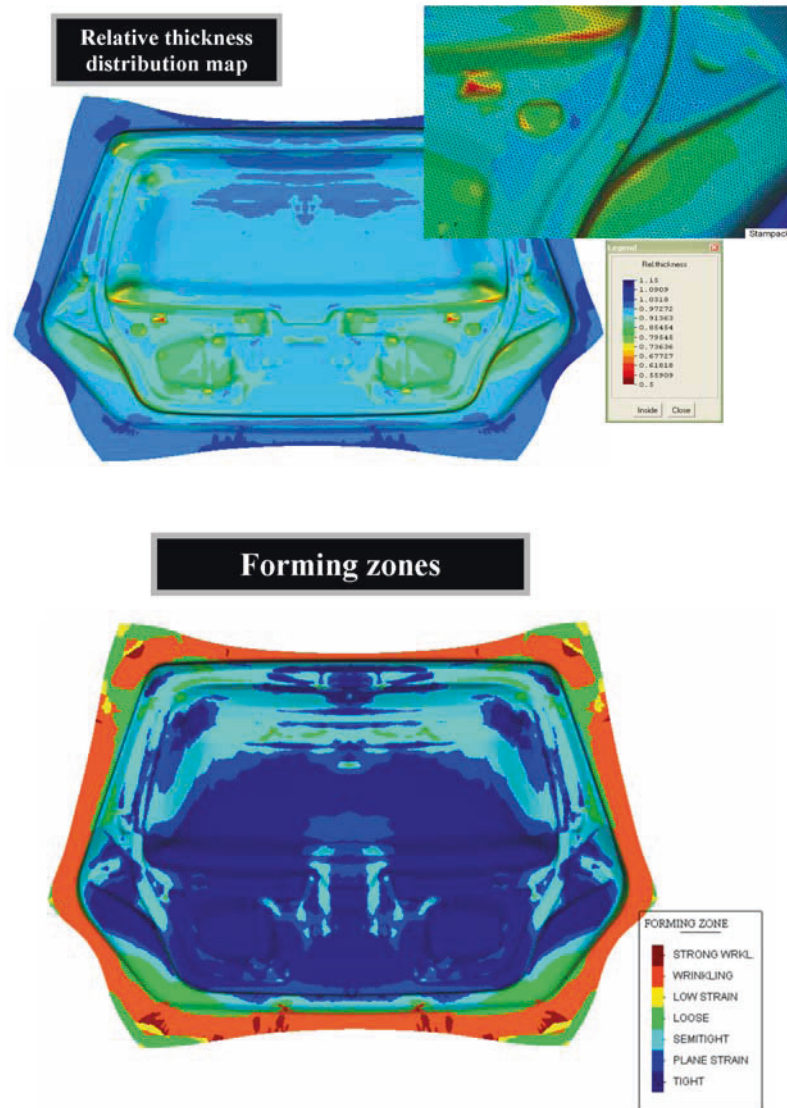 Relative thickness
distribution map
Stampack
Legend
Rel.thickness
1.15
1.0909
1.0318
0.97272
0.91363
0.85454
0.79545
0.73636
0.67727
0.61818
0.55909
0.5
Inside
Close
Forming zones
FORMING ZONE
STRONG WRKL.
WRINKLING
LOW STRAIN
LOOSE
SEMITIGHT
PLANE STRAIN
TIGHT